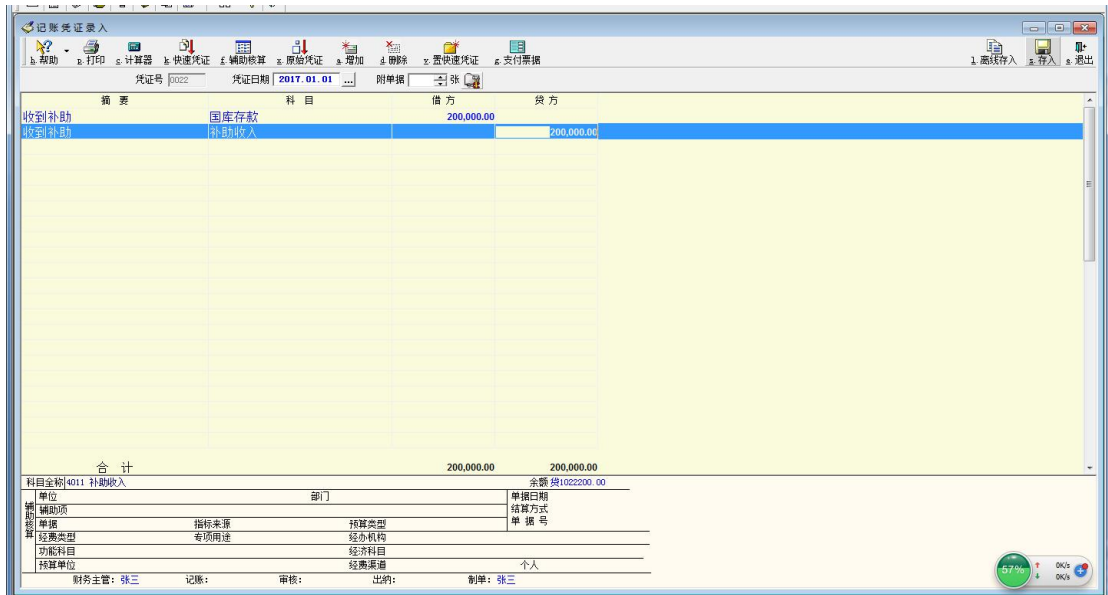 记账凭证录入
h.帮助 p.打印 c.计算器 k.快速凭证 f.辅助核算 z.原始凭证 a.增加 d.删除 y.置快速凭证 g.支付票据 l.离线存入 s.存入 e.退出
凭证号 0022 凭证日期 2017.01.01 ... 附单据 张
摘 要 科 目 借 方 贷 方
收到补助 国库存款 200,000.00
收到补助 补助收入 200,000.00
合 计 200,000.00 200,000.00
科目全称 4011 补助收入 余额 贷1022200.00
辅助核算
单位 部门 单据日期
辅助项 结算方式
单据 指标来源 预算类型 单 据 号
经费类型 专项用途 经办机构
功能科目 经济科目
预算单位 经费渠道 个人
财务主管: 张三 记账: 审核: 出纳: 制单: 张三
57% 0K/s
0K/s